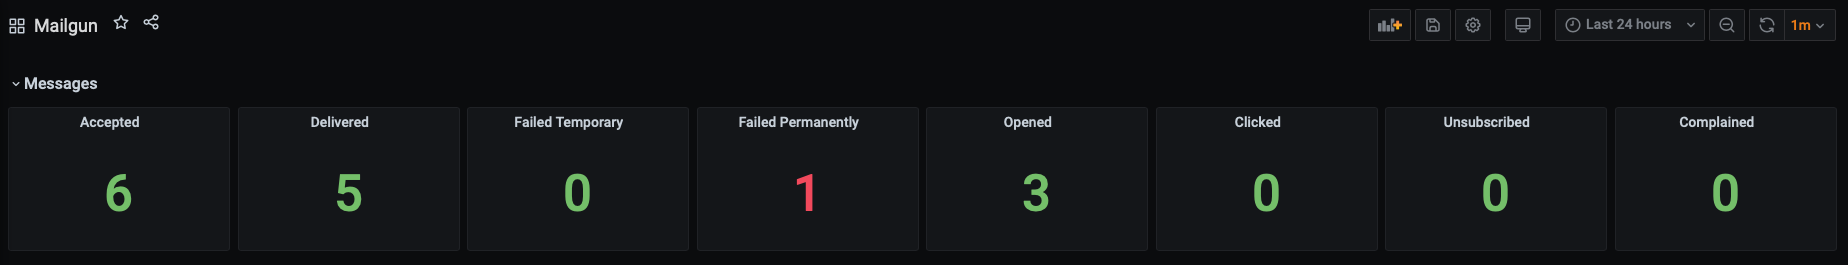 Mailgun
Last 24 hours
1m
Messages
Accepted
Delivered
Failed Temporary
Failed Permanently
Opened
Clicked
Unsubscribed
Complained
6
5
0
1
3
0
0
0